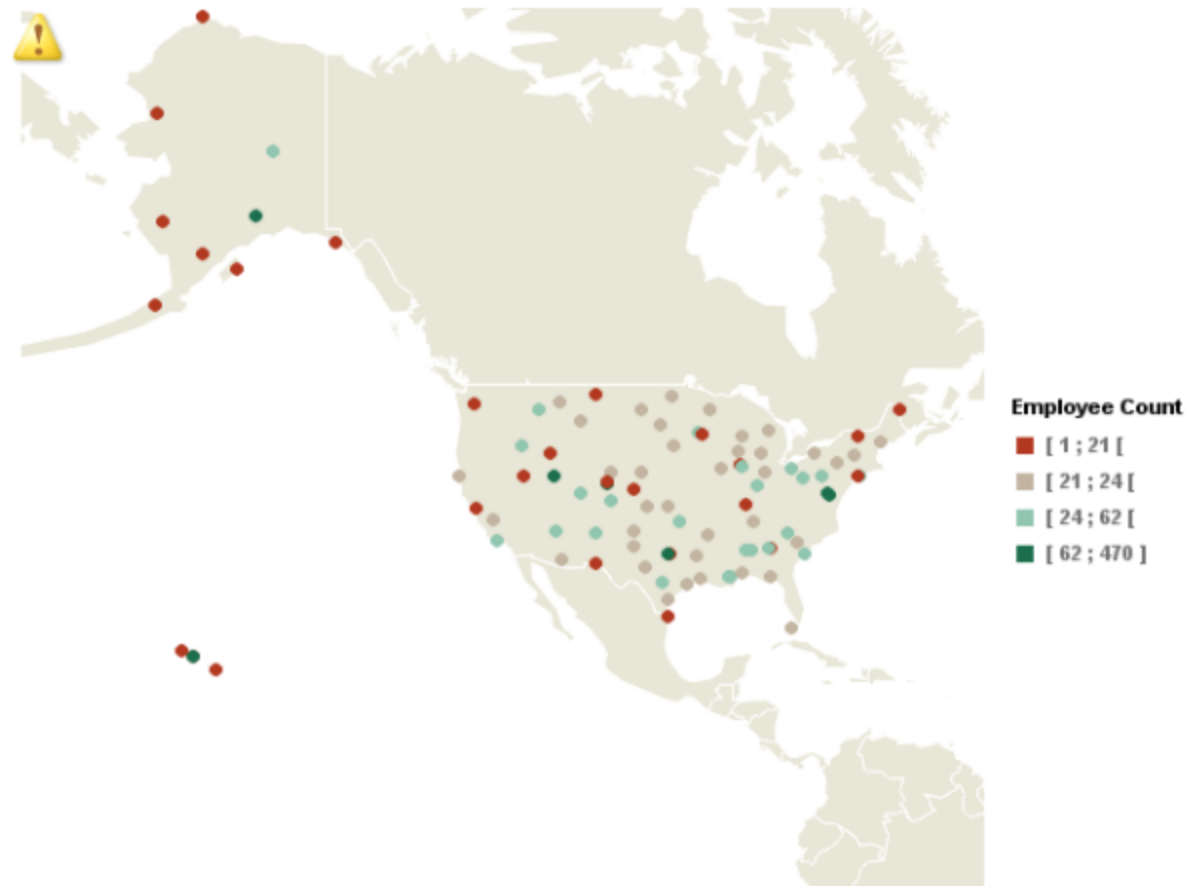 Employee Count
[ 1 ; 21 [
[ 21 ; 24 [
[ 24 ; 62 [
[ 62 ; 470 ]